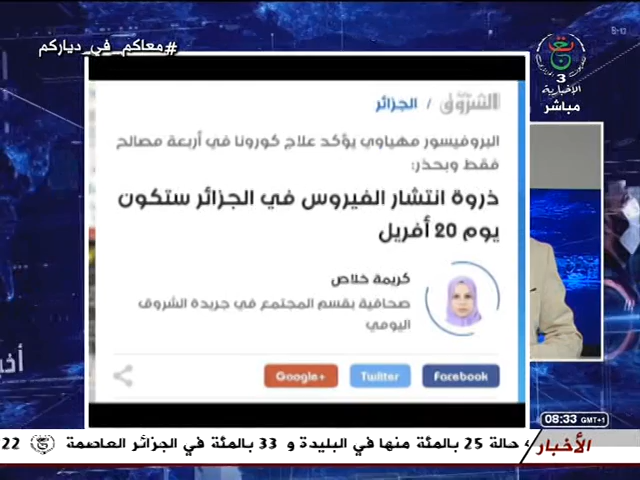 #معاكم_في_دياركم
3
الإخبارية
مباشر
الشروق / الجزائر
البروفيسور مهياوي يؤكد علاج كورونا في أربعة مصالح
فقط ويحذر:
ذروة انتشار الفيروس في الجزائر ستكون
يوم 20 أفريل
كريمة خلاص
صحافية بقسم المجتمع في جريدة الشروق
اليومي
Google+ Twitter Facebook
08:33 GMT+1
الأخبار
حالة 25 بالمئة منها في البليدة و 33 بالمئة في الجزائر العاصمة
22